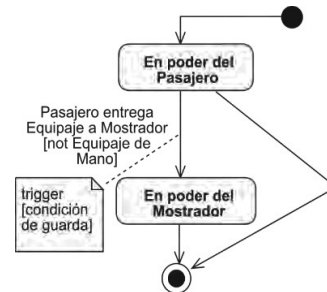 En poder del
Pasajero
Pasajero entrega
Equipaje a Mostrador
[not Equipaje de
Mano]
trigger
[condición
de guarda]
En poder del
Mostrador